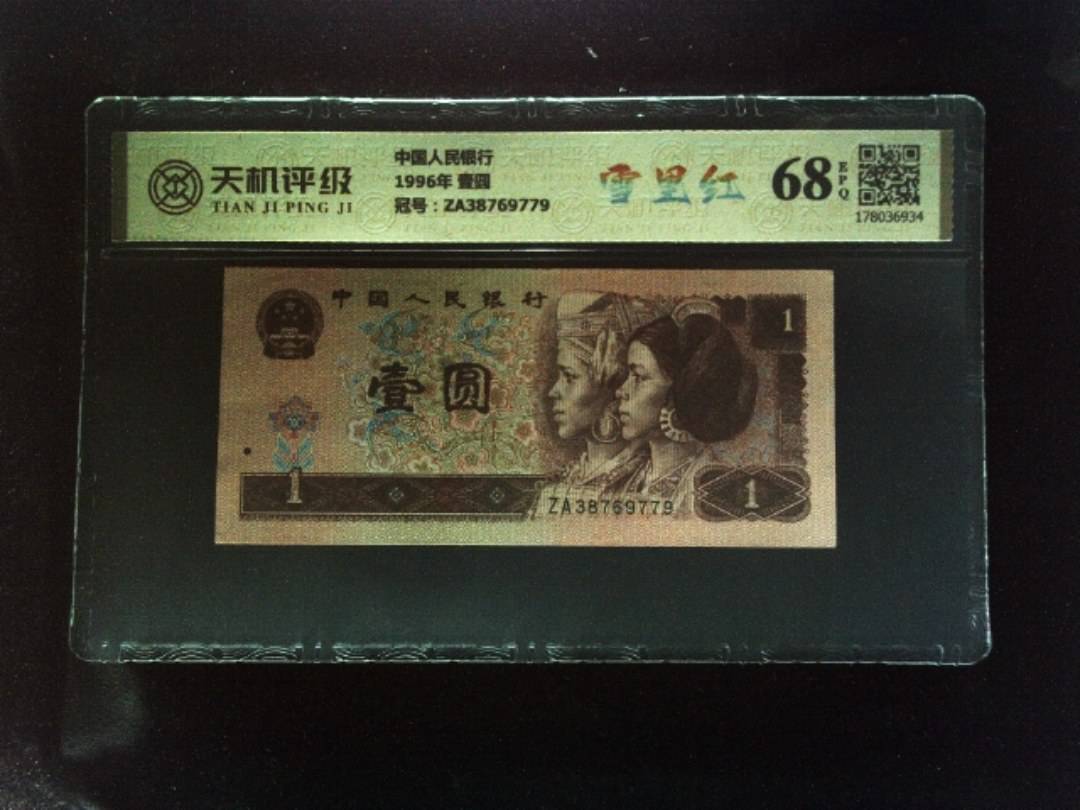 天机评级
TIAN JI PING JI
中国人民银行
1996年 壹圆
冠号：ZA38769779
雪里红
68
EPQ
178036934
中国人民银行
1
壹圆
1
ZA38769779
1